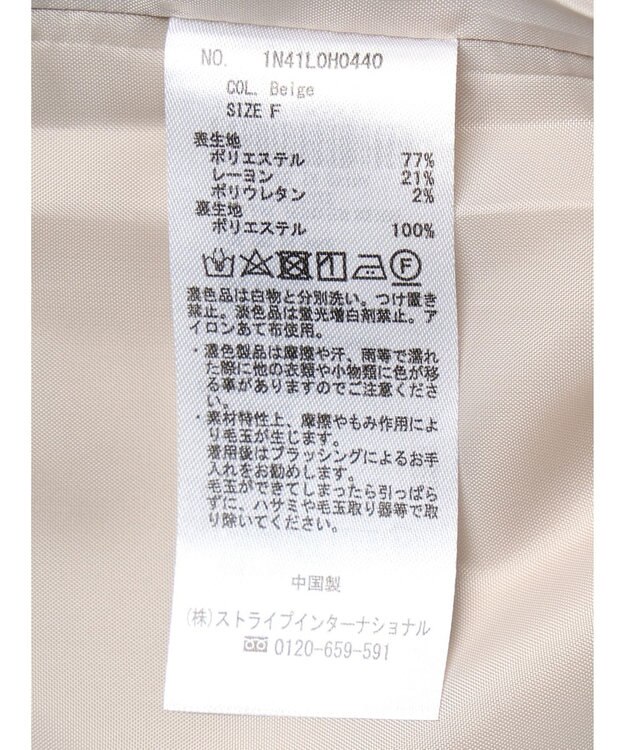 NO. 1N41L0H0440
COL. Beige
SIZE F
表生地
ポリエステル 77%
レーヨン 21%
ポリウレタン 2%
裏生地
ポリエステル 100%
F
濃色品は白物と分別洗い。つけ置き
禁止。淡色品は蛍光増白剤禁止。ア
イロンあて布使用。
・濃色製品は摩擦や汗、雨等で濡れ
た際に他の衣類や小物類に色が移
る事がありますのでご注意くださ
い。
・素材特性上、摩擦やもみ作用によ
り毛玉が生じます。
着用後はブラッシングによるお手
入れをお勧めします。
毛玉ができてしまったら引っぱら
ずに、ハサミや毛玉取り器等で取
り除いてください。
中国製
(株)ストライプインターナショナル
0120-659-591